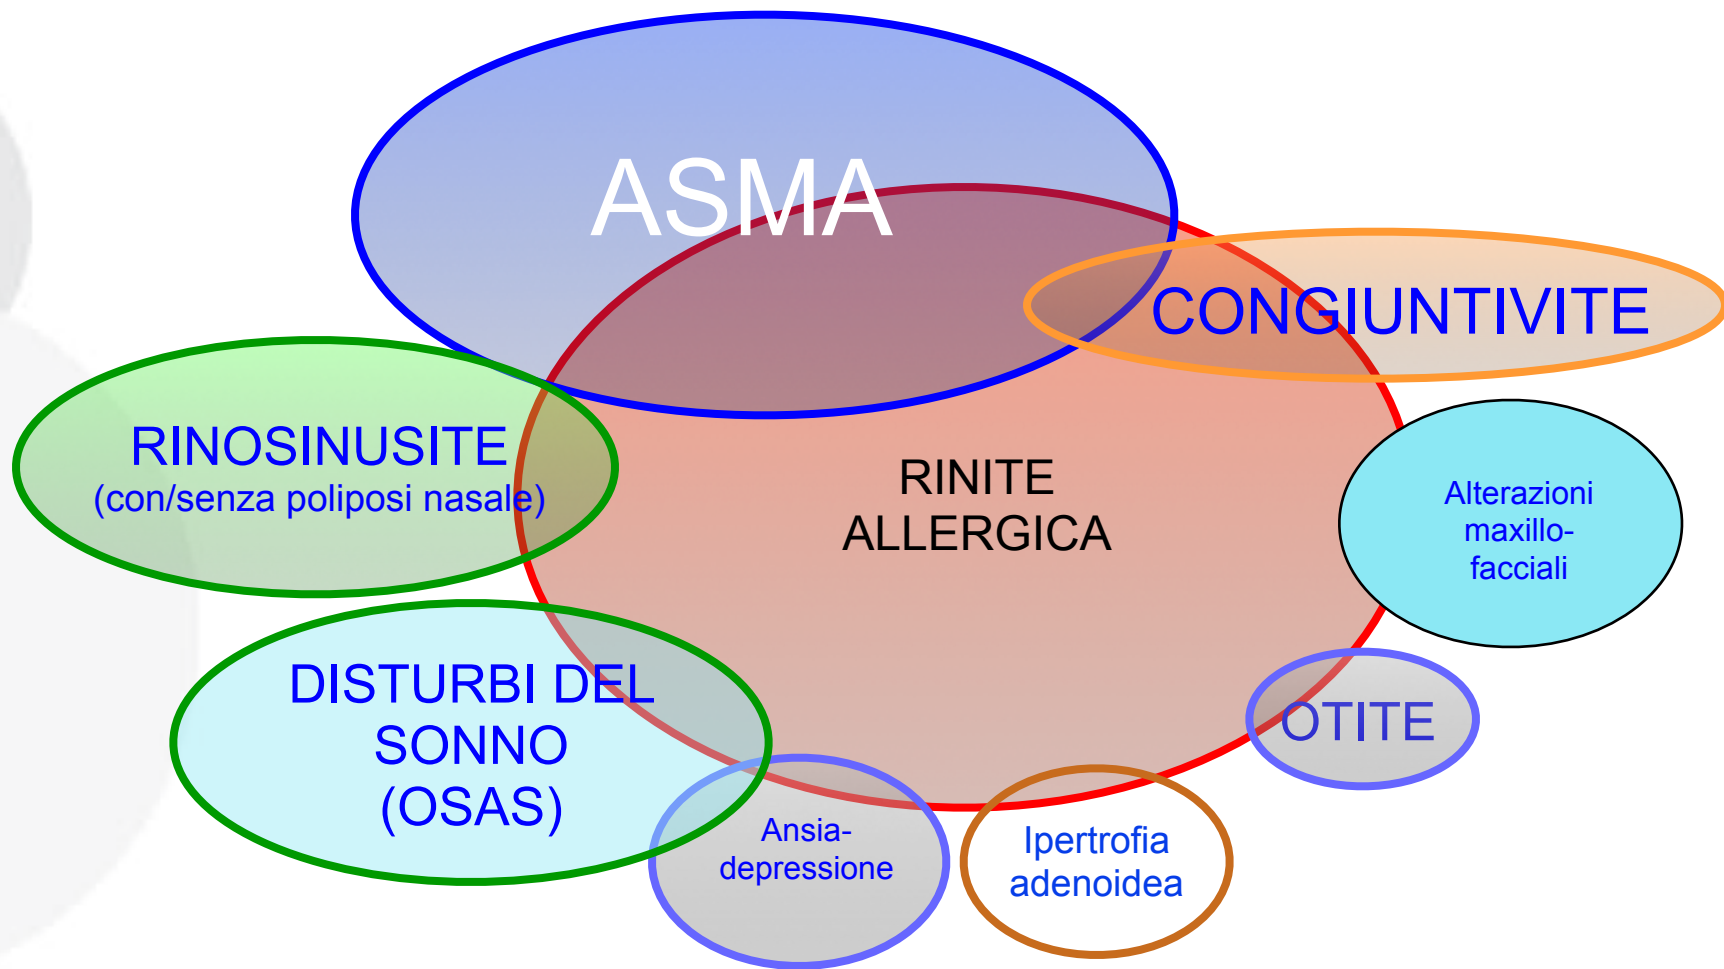 ASMA
CONGIUNTIVITE
RINOSINUSITE
(con/senza poliposi nasale)
RINITE
ALLERGICA
Alterazioni
maxillo-
facciali
DISTURBI DEL
SONNO
(OSAS)
OTITE
Ansia-
depressione
Ipertrofia
adenoidea